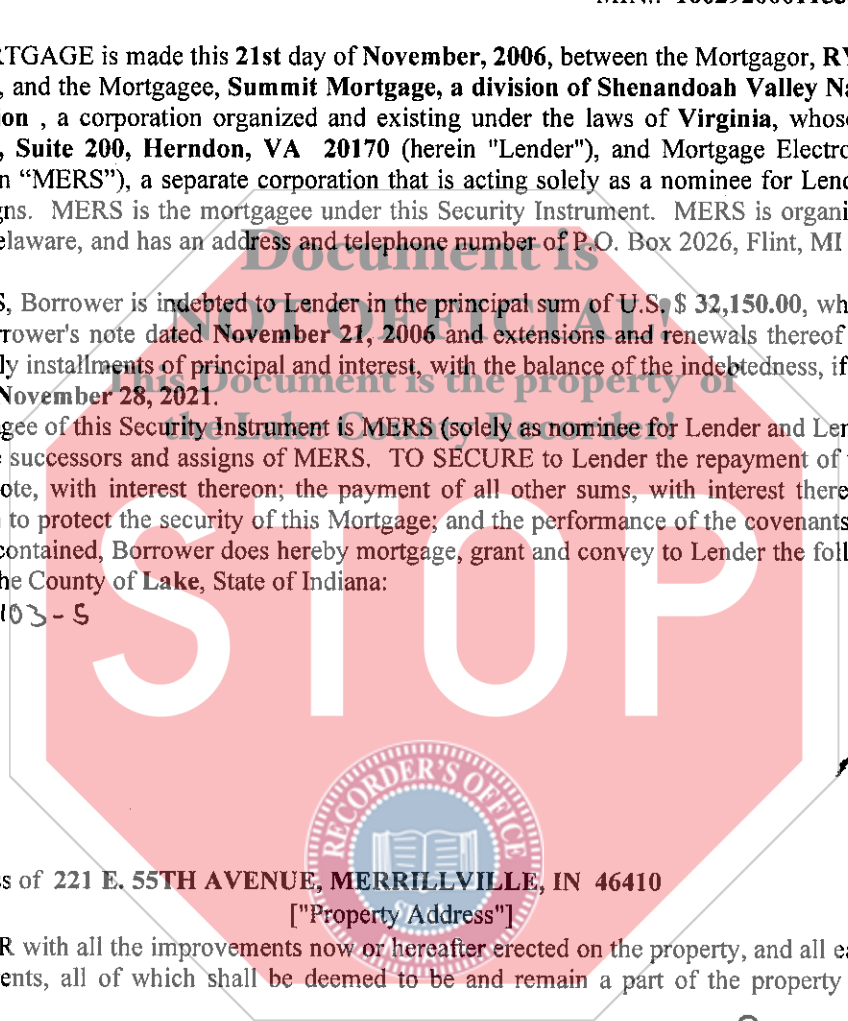 RTGAGE is made this 21st day of November, 2006, between the Mortgagor, RY
, and the Mortgagee, Summit Mortgage, a division of Shenandoah Valley Na
ion , a corporation organized and existing under the laws of Virginia, whose
, Suite 200, Herndon, VA 20170 (herein "Lender"), and Mortgage Electro
n “MERS”), a separate corporation that is acting solely as a nominee for Lend
gns. MERS is the mortgagee under this Security Instrument. MERS is organi
elaware, and has an address and telephone number of P.O. Box 2026, Flint, MI
Document is
S, Borrower is indebted to Lender in the principal sum of U.S. $ 32,150.00, wh
NOT OFFICIAL!
rower's note dated November 21, 2006 and extensions and renewals thereof
ly installments of principal and interest, with the balance of the indebtedness, if
This Document is the property of
November 28, 2021.
gee of this Security Instrument is MERS (solely as nominee for Lender and Len
the Lake County Recorder!
successors and assigns of MERS. TO SECURE to Lender the repayment of
ote, with interest thereon; the payment of all other sums, with interest there
to protect the security of this Mortgage; and the performance of the covenants
contained, Borrower does hereby mortgage, grant and convey to Lender the foll
he County of Lake, State of Indiana:
103-5
STOP
RECORDER'S OFFICE
s of 221 E. 55TH AVENUE, MERRILLVILLE, IN 46410
["Property Address"]
R with all the improvements now or hereafter erected on the property, and all ea
ents, all of which shall be deemed to be and remain a part of the property